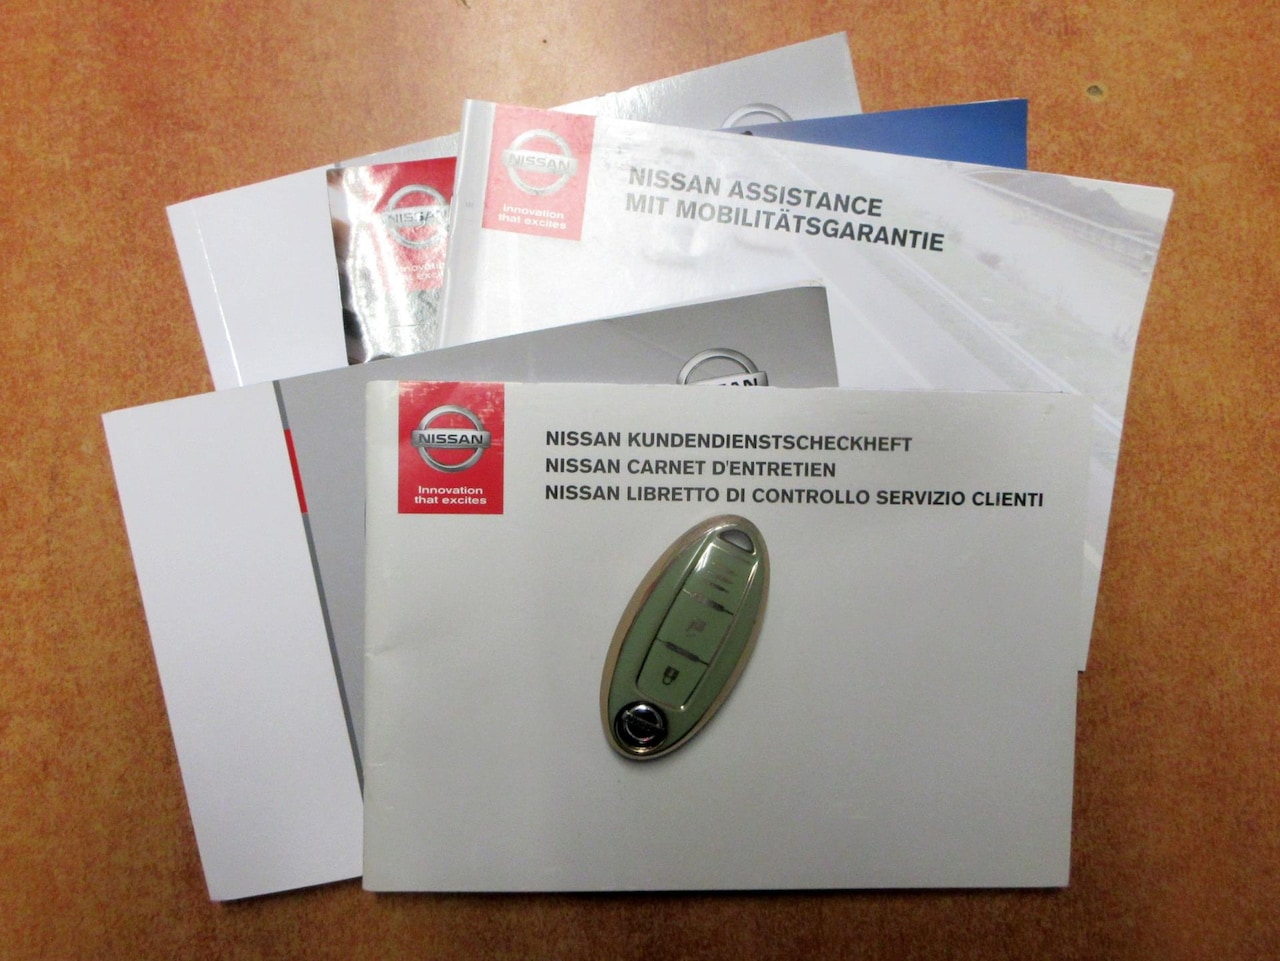 NISSAN
Innovation
that excites
NISSAN ASSISTANCE
MIT MOBILITÄTSGARANTIE
NISSAN
NISSAN
Innovation
that excites
NISSAN KUNDENDIENSTSCHECKHEFT
NISSAN CARNET D'ENTRETIEN
NISSAN LIBRETTO DI CONTROLLO SERVIZIO CLIENTI